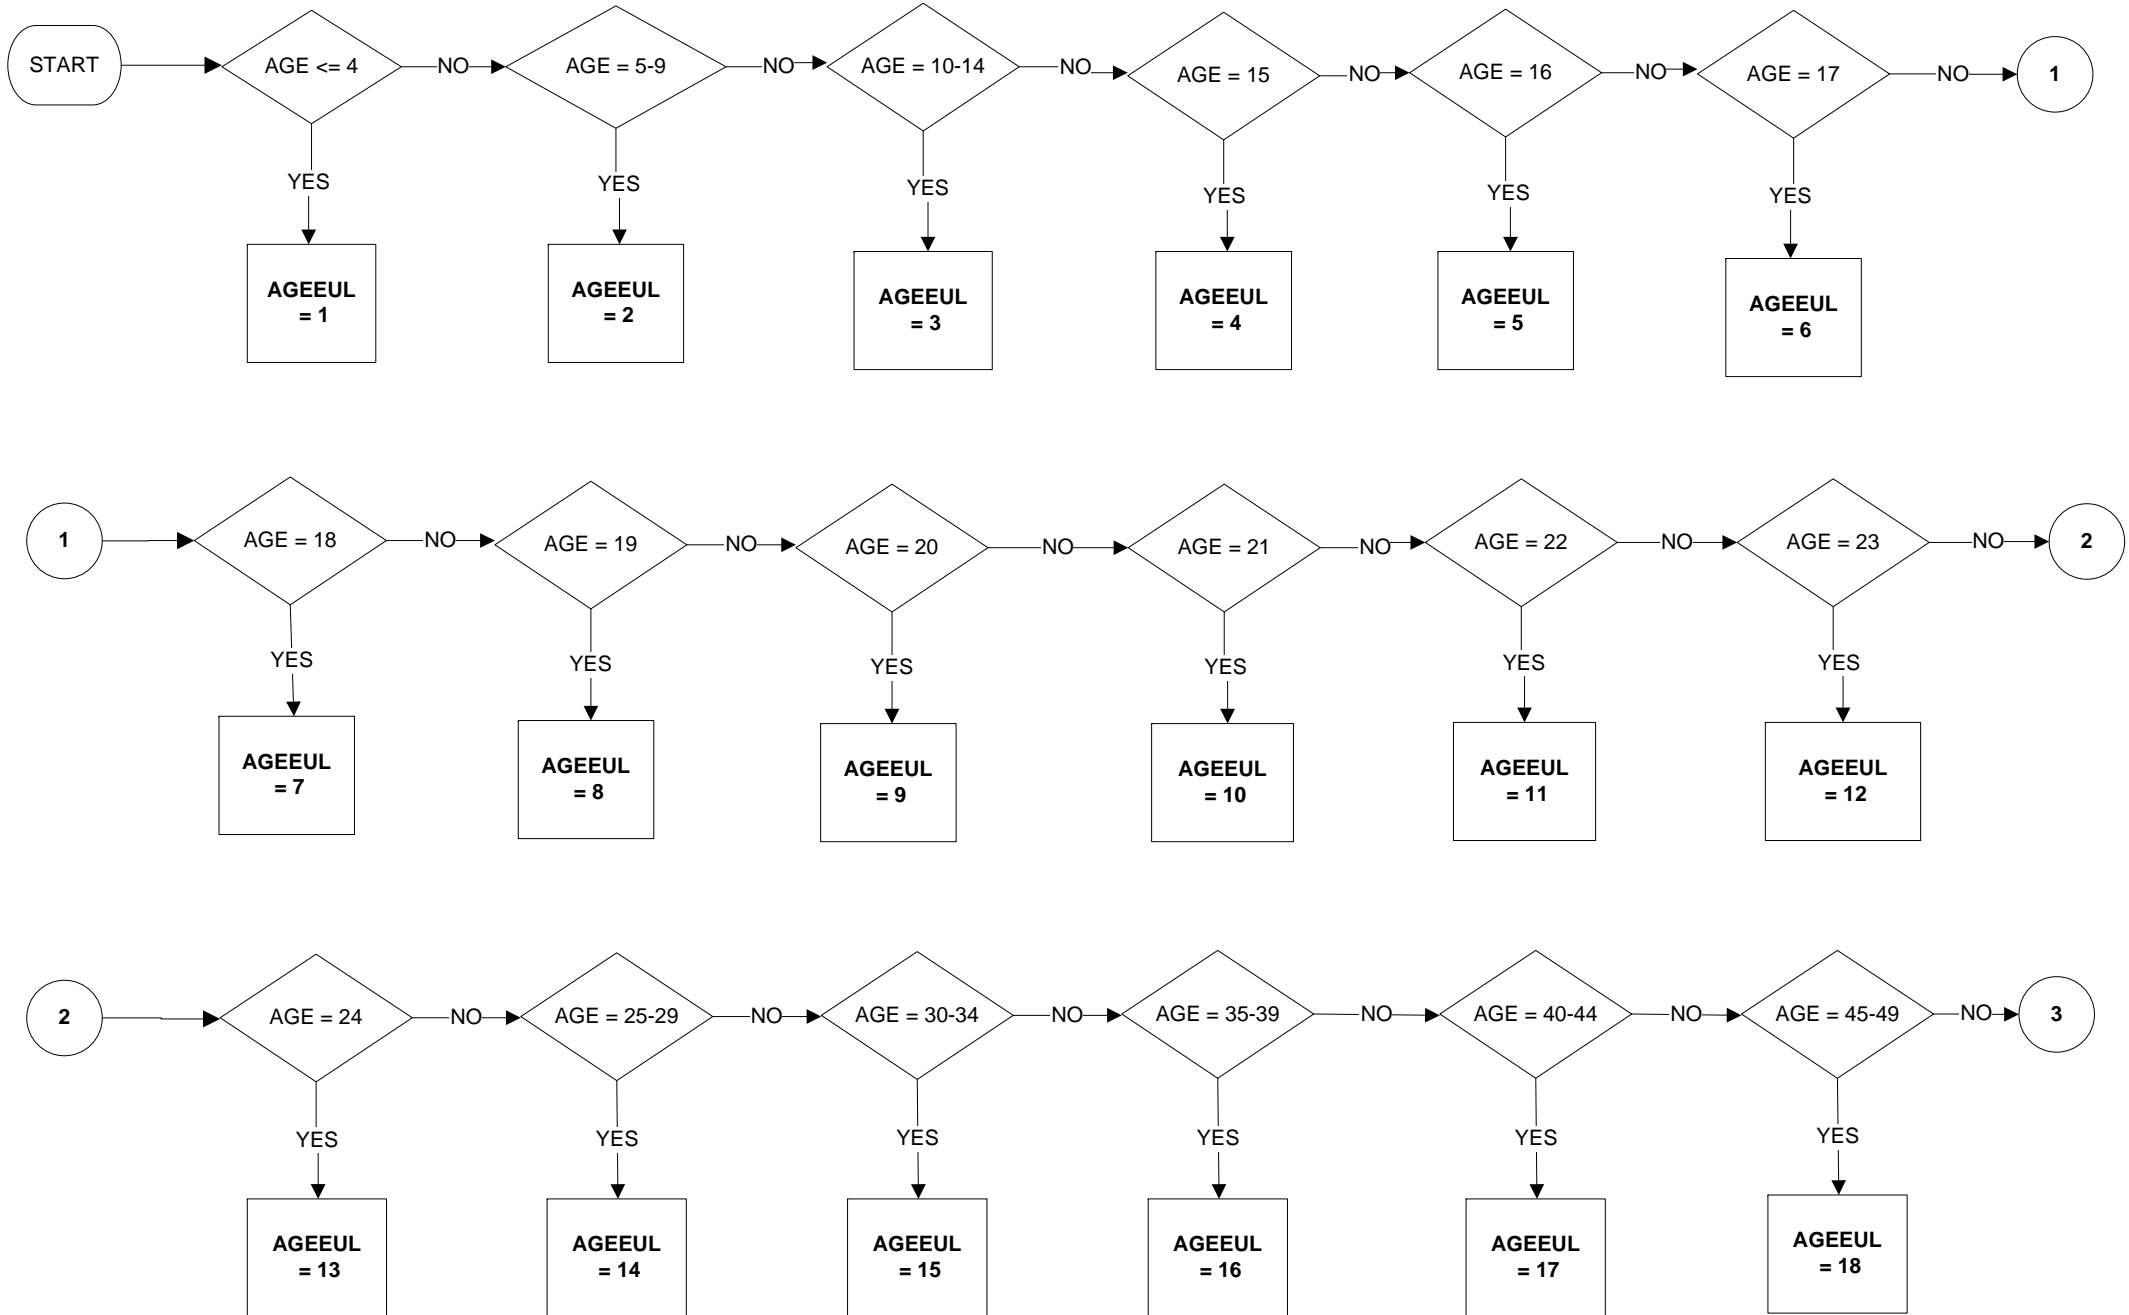 START
AGE <= 4
NO
AGE = 5-9
NO
AGE = 10-14
NO
AGE = 15
NO
AGE = 16
NO
AGE = 17
NO
1
YES
YES
YES
YES
YES
YES
AGEEUL
= 1
AGEEUL
= 2
AGEEUL
= 3
AGEEUL
= 4
AGEEUL
= 5
AGEEUL
= 6
1
AGE = 18
NO
AGE = 19
NO
AGE = 20
NO
AGE = 21
NO
AGE = 22
NO
AGE = 23
NO
2
YES
YES
YES
YES
YES
YES
AGEEUL
= 7
AGEEUL
= 8
AGEEUL
= 9
AGEEUL
= 10
AGEEUL
= 11
AGEEUL
= 12
2
AGE = 24
NO
AGE = 25-29
NO
AGE = 30-34
NO
AGE = 35-39
NO
AGE = 40-44
NO
AGE = 45-49
NO
3
YES
YES
YES
YES
YES
YES
AGEEUL
= 13
AGEEUL
= 14
AGEEUL
= 15
AGEEUL
= 16
AGEEUL
= 17
AGEEUL
= 18